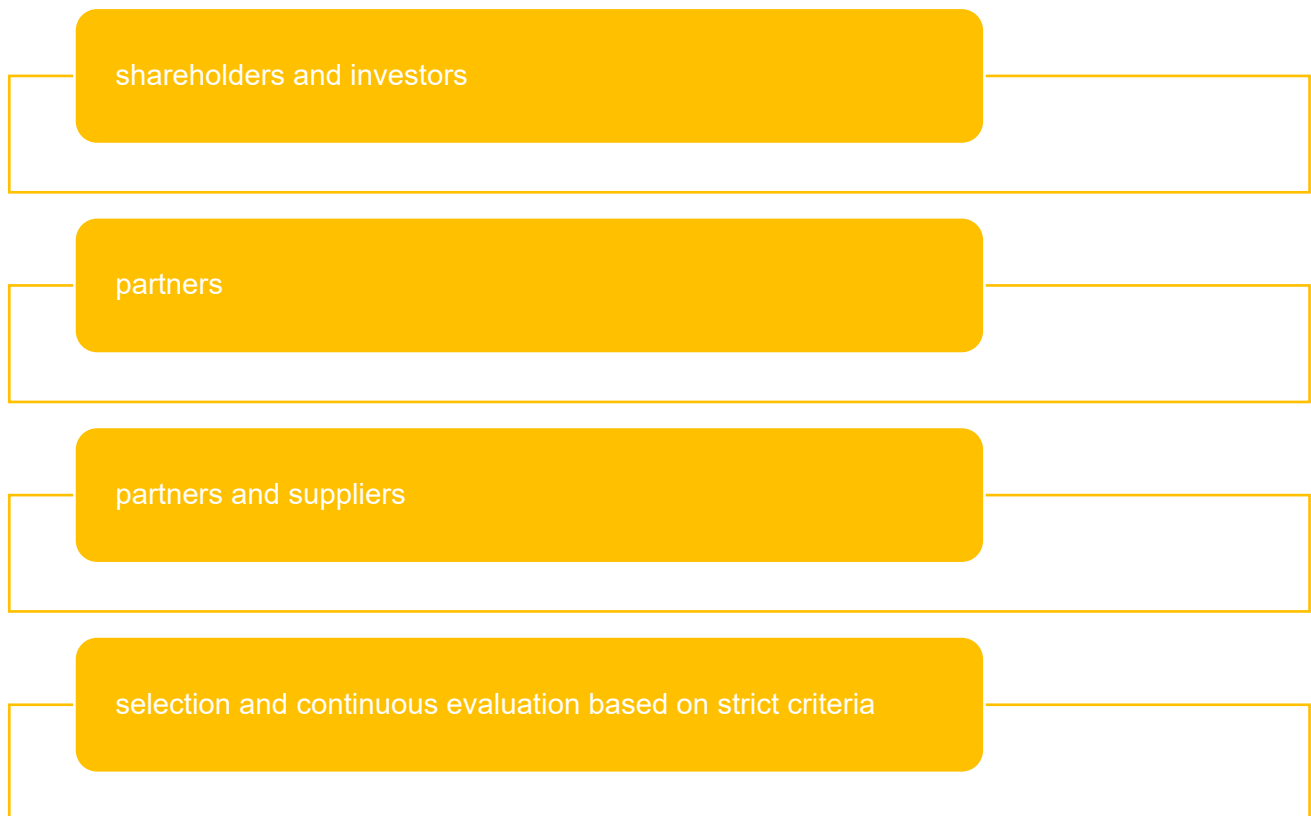 shareholders and investors
partners
partners and suppliers
selection and continuous evaluation based on strict criteria